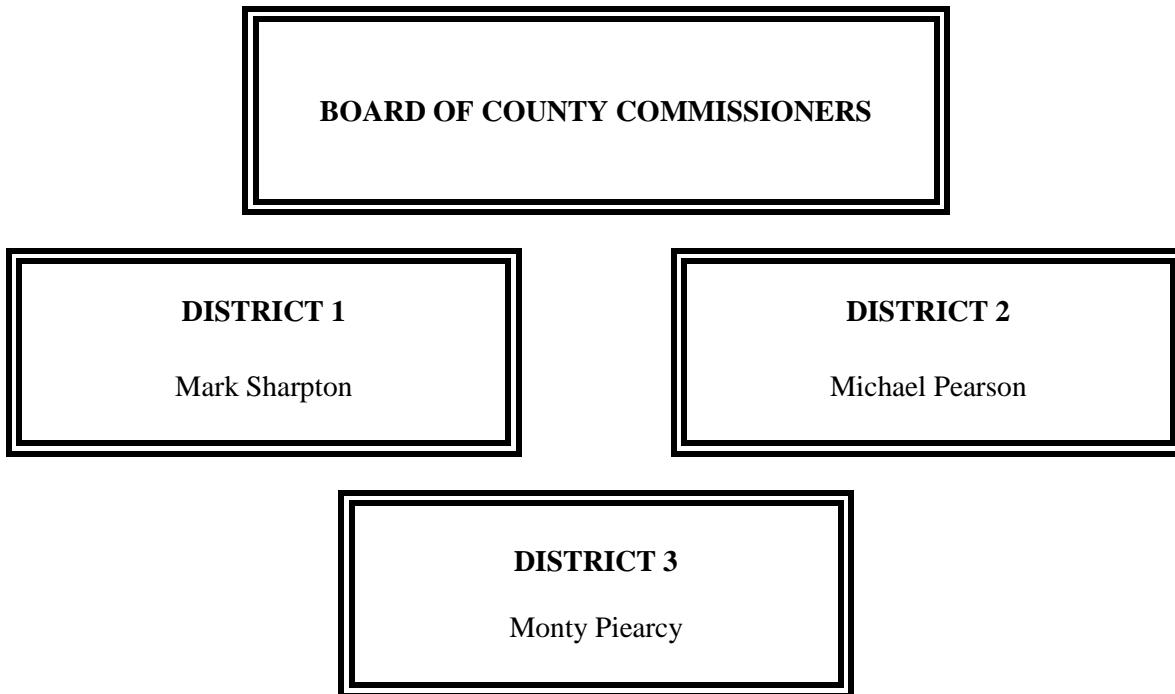 BOARD OF COUNTY COMMISSIONERS
DISTRICT 1
Mark Sharpton
DISTRICT 2
Michael Pearson
DISTRICT 3
Monty Piearcy